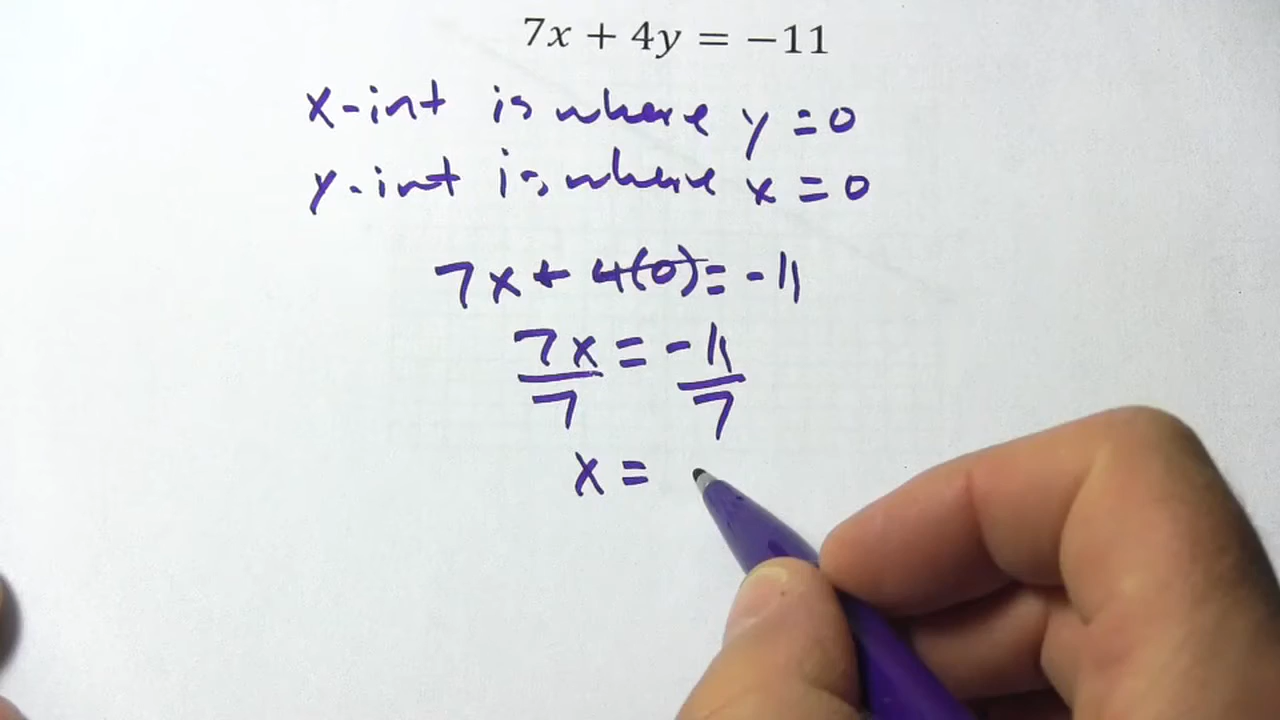 7x + 4y = −11
x-int is where y = 0
y-int is where x = 0
7x + 4(0) = -11
7x = -11
7 7
x =